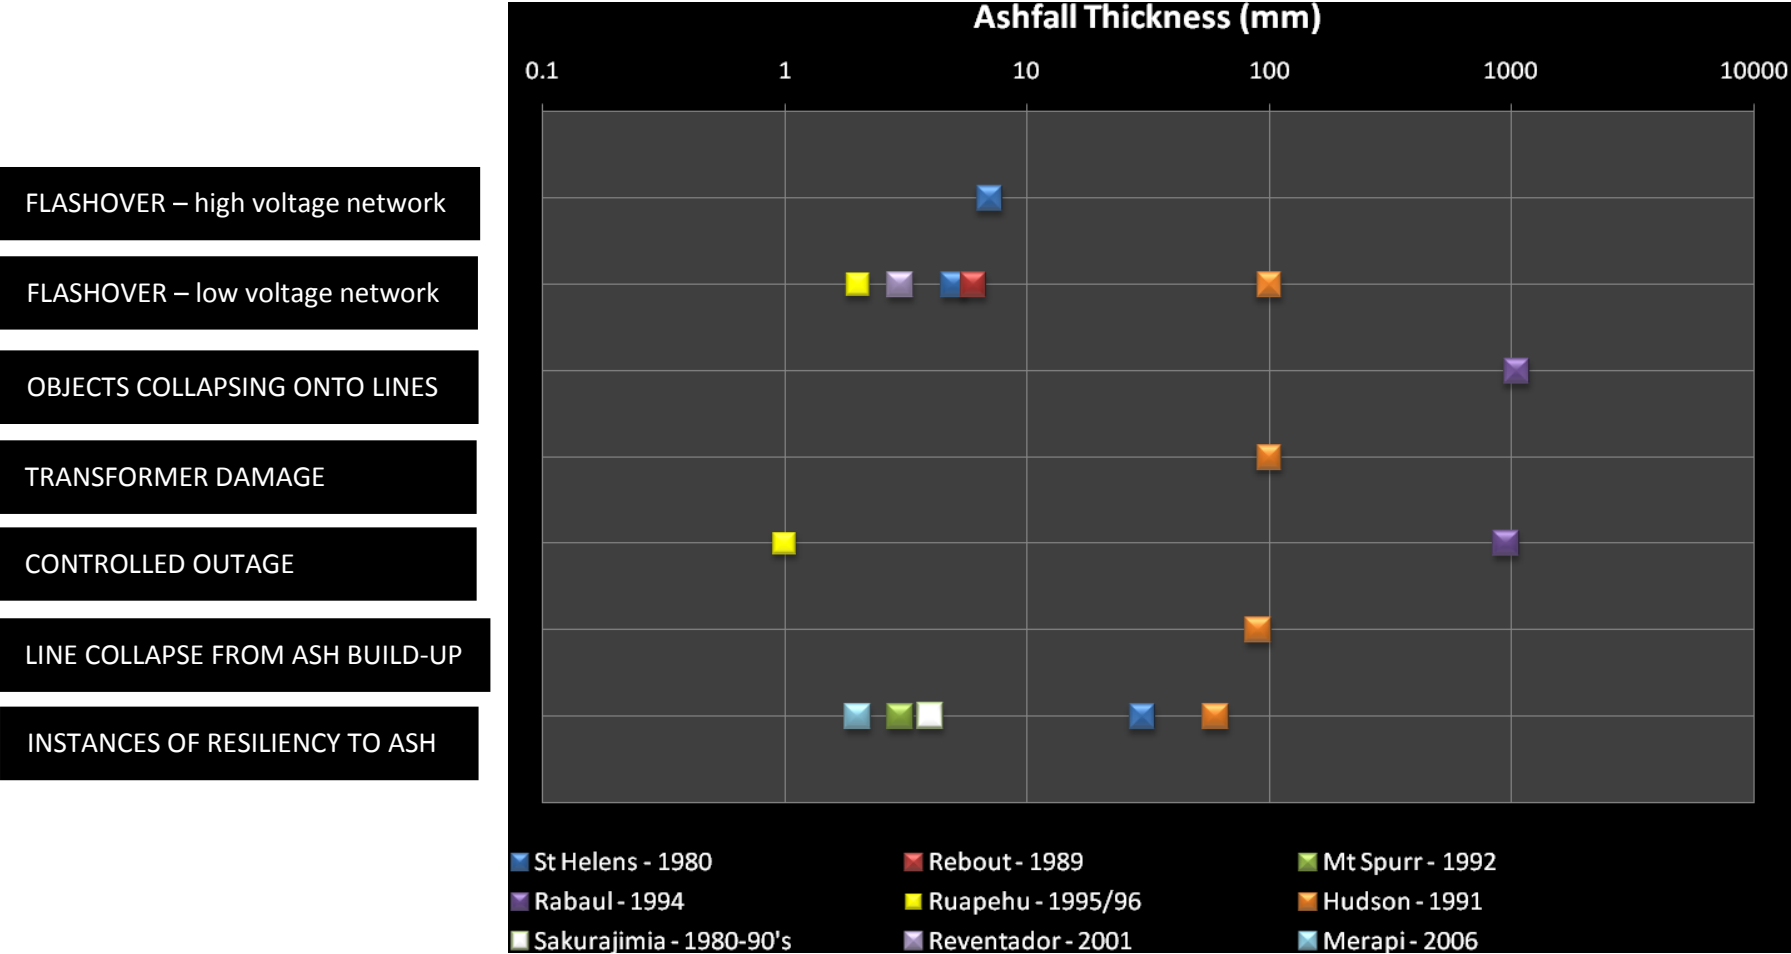 Ashfall Thickness (mm)
0.1 1 10 100 1000 10000
FLASHOVER – high voltage network
FLASHOVER – low voltage network
OBJECTS COLLAPSING ONTO LINES
TRANSFORMER DAMAGE
CONTROLLED OUTAGE
LINE COLLAPSE FROM ASH BUILD-UP
INSTANCES OF RESILIENCY TO ASH
St Helens - 1980 Rebout - 1989 Mt Spurr - 1992
Rabaul - 1994 Ruapehu - 1995/96 Hudson - 1991
Sakurajimia - 1980-90's Reventador - 2001 Merapi - 2006